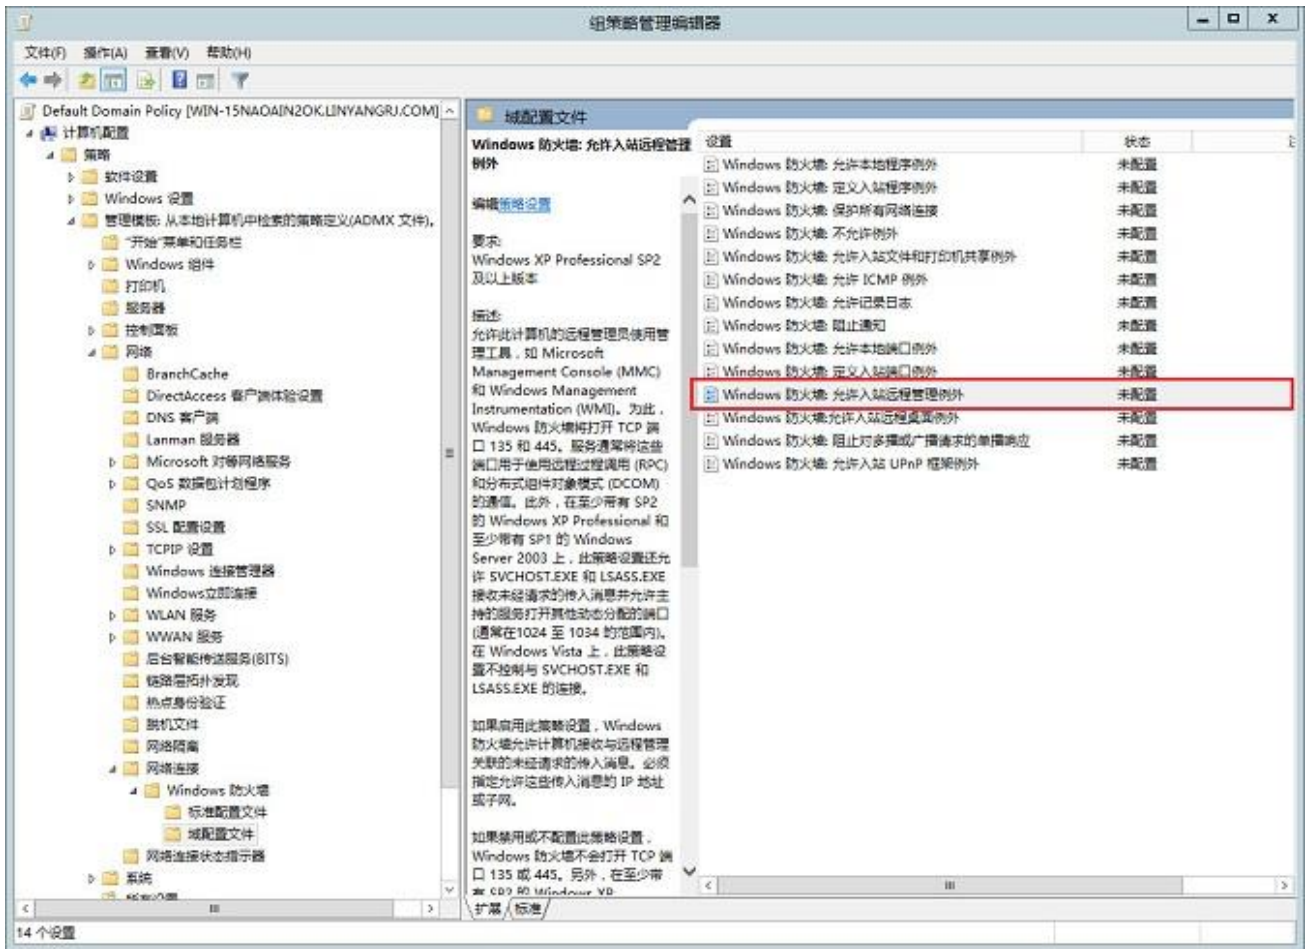 组策略管理编辑器
文件(F) 操作(A) 查看(V) 帮助(H)
Default Domain Policy [WIN-15NAOAIN2OK.LINYANGRJ.COM]
计算机配置
策略
软件设置
Windows 设置
管理模板: 从本地计算机中检索的策略定义(ADMX 文件)。
"开始"菜单和任务栏
Windows 组件
打印机
服务器
控制面板
网络
BranchCache
DirectAccess 客户端体验设置
DNS 客户端
Lanman 服务器
Microsoft 对等网络服务
QoS 数据包计划程序
SNMP
SSL 配置设置
TCPIP 设置
Windows 连接管理器
Windows立即连接
WLAN 服务
WWAN 服务
后台智能传送服务(BITS)
链路层拓扑发现
热点身份验证
脱机文件
网络隔离
网络连接
Windows 防火墙
标准配置文件
域配置文件
网络连接状态指示器
系统
所有设置
域配置文件
Windows 防火墙: 允许入站远程管理
例外
编辑策略设置
要求:
Windows XP Professional SP2
及以上版本
描述:
允许此计算机的远程管理员使用管
理工具，如 Microsoft
Management Console (MMC)
和 Windows Management
Instrumentation (WMI)。为此，
Windows 防火墙将打开 TCP 端
口 135 和 445。服务通常将这些
端口用于使用远程过程调用 (RPC)
和分布式组件对象模式 (DCOM)
的通信。此外，在至少带有 SP2
的 Windows XP Professional 和
至少带有 SP1 的 Windows
Server 2003 上，此策略设置还允
许 SVCHOST.EXE 和 LSASS.EXE
接收未经请求的传入消息并允许主
持的服务打开其他动态分配的端口
(通常在1024 至 1034 的范围内)。
在 Windows Vista 上，此策略设
置不控制与 SVCHOST.EXE 和
LSASS.EXE 的连接。
如果启用此策略设置，Windows
防火墙允许计算机接收与远程管理
关联的未经请求的传入消息。必须
指定允许这些传入消息的 IP 地址
或子网。
如果禁用或不配置此策略设置，
Windows 防火墙不会打开 TCP 端
口 135 或 445。另外，在至少带
有 SP2 的 Windows XP
设置 状态
Windows 防火墙: 允许本地程序例外 未配置
Windows 防火墙: 定义入站程序例外 未配置
Windows 防火墙: 保护所有网络连接 未配置
Windows 防火墙: 不允许例外 未配置
Windows 防火墙: 允许入站文件和打印机共享例外 未配置
Windows 防火墙: 允许 ICMP 例外 未配置
Windows 防火墙: 允许记录日志 未配置
Windows 防火墙: 阻止通知 未配置
Windows 防火墙: 允许本地端口例外 未配置
Windows 防火墙: 定义入站端口例外 未配置
Windows 防火墙: 允许入站远程管理例外 未配置
Windows 防火墙:允许入站远程桌面例外 未配置
Windows 防火墙: 阻止对多播或广播请求的单播响应 未配置
Windows 防火墙: 允许入站 UPnP 框架例外 未配置
扩展 标准
14 个设置